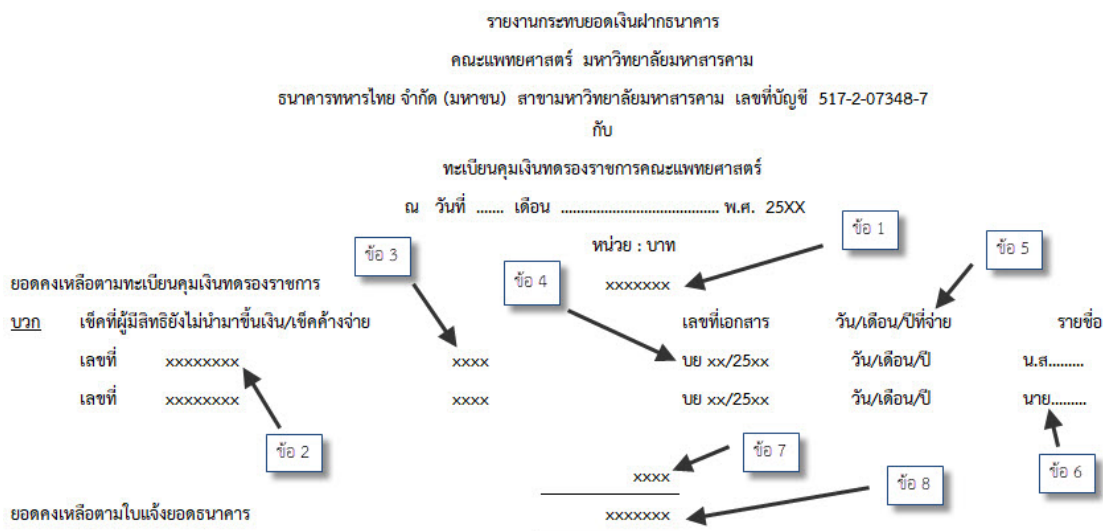 รายงานกระทบยอดเงินฝากธนาคาร
คณะแพทยศาสตร์ มหาวิทยาลัยมหาสารคาม
ธนาคารทหารไทย จำกัด (มหาชน) สาขามหาวิทยาลัยมหาสารคาม เลขที่บัญชี 517-2-07348-7
กับ
ทะเบียนคุมเงินทดรองราชการคณะแพทยศาสตร์
ณ วันที่ ....... เดือน ........................................ พ.ศ. 25XX
ข้อ 1
หน่วย : บาท
ข้อ 3
ข้อ 5
ข้อ 4
ยอดคงเหลือตามทะเบียนคุมเงินทดรองราชการ xxxxxxx
บวก เช็คที่ผู้มีสิทธิยังไม่นำมาขึ้นเงิน/เช็คค้างจ่าย เลขที่เอกสาร วัน/เดือน/ปีที่จ่าย รายชื่อ
เลขที่ xxxxxxxx xxxx บย xx/25xx วัน/เดือน/ปี น.ส.........
เลขที่ xxxxxxxx xxxx บย xx/25xx วัน/เดือน/ปี นาย.........
ข้อ 2
ข้อ 7
ข้อ 6
xxxx
ข้อ 8
ยอดคงเหลือตามใบแจ้งยอดธนาคาร xxxxxxx